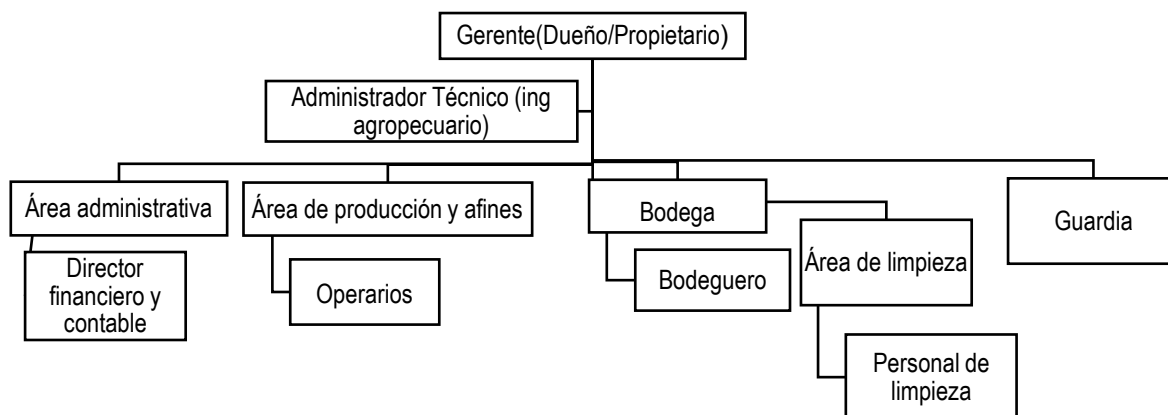 Gerente(Dueño/Propietario)
Administrador Técnico (ing
agropecuario)
Área administrativa
Área de producción y afines
Bodega
Guardia
Director
financiero y
contable
Operarios
Bodeguero
Área de limpieza
Personal de
limpieza